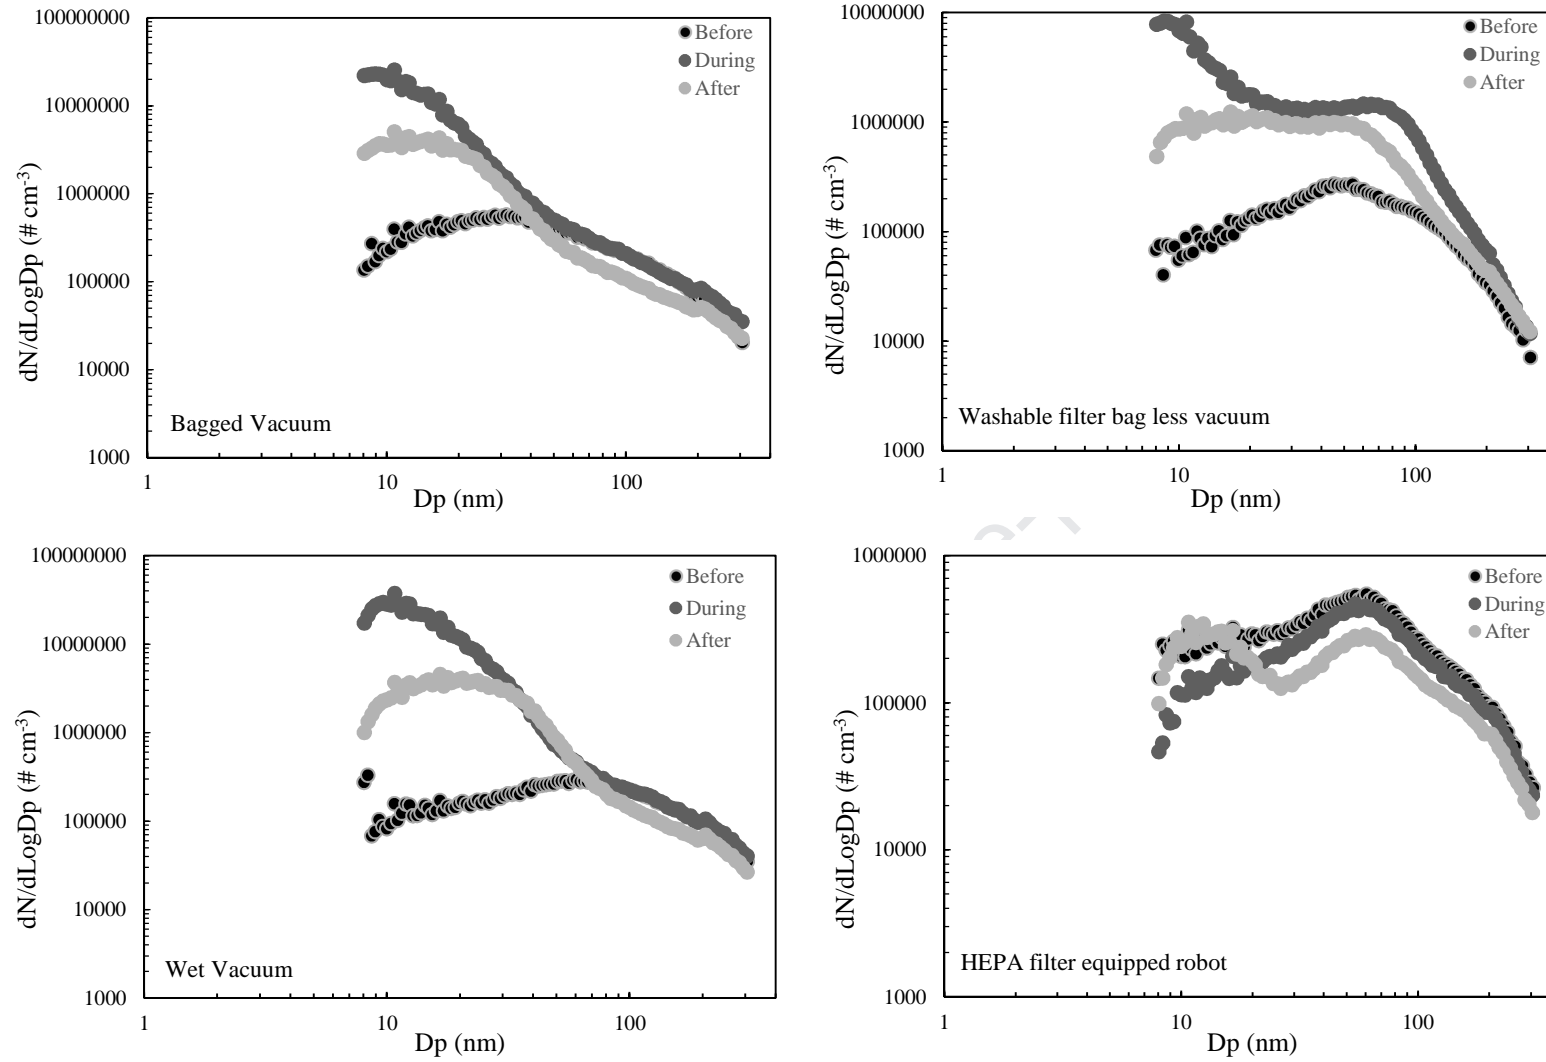 100000000
10000000
1000000
100000
10000
1000
dN/dLogDp (# cm-3)
Before
During
After
Bagged Vacuum
1
10
100
Dp (nm)
10000000
1000000
100000
10000
1000
dN/dLogDp (# cm-3)
Before
During
After
Washable filter bag less vacuum
1
10
100
Dp (nm)
100000000
10000000
1000000
100000
10000
1000
dN/dLogDp (# cm-3)
Before
During
After
Wet Vacuum
1
10
100
Dp (nm)
1000000
100000
10000
1000
dN/dLogDp (# cm-3)
Before
During
After
HEPA filter equipped robot
1
10
100
Dp (nm)